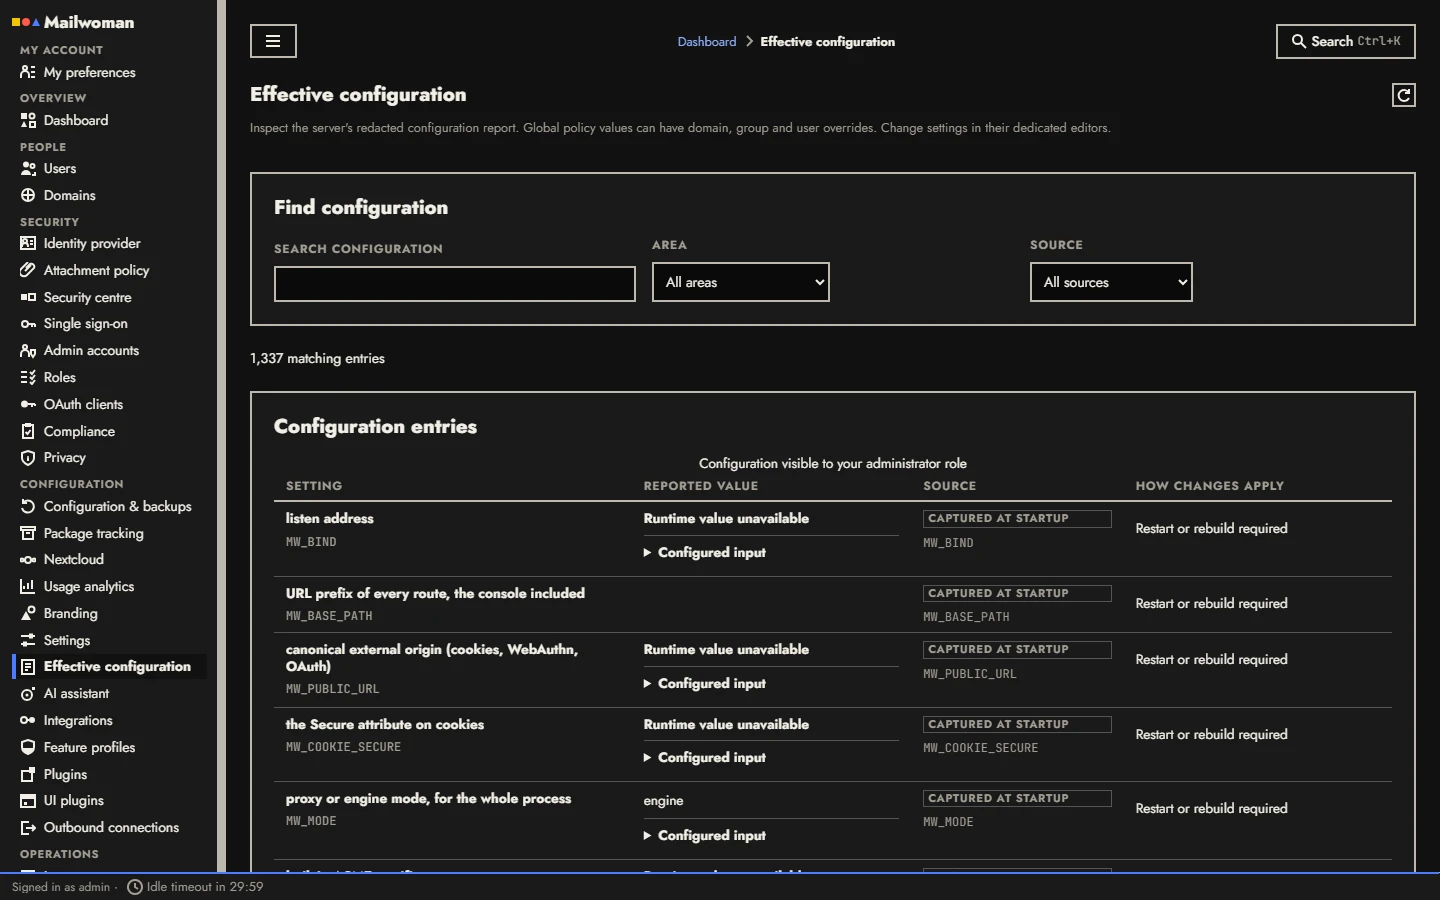 Mailwoman
MY ACCOUNT
My preferences
OVERVIEW
Dashboard
PEOPLE
Users
Domains
SECURITY
Identity provider
Attachment policy
Security centre
Single sign-on
Admin accounts
Roles
OAuth clients
Compliance
Privacy
CONFIGURATION
Configuration & backups
Package tracking
Nextcloud
Usage analytics
Branding
Settings
Effective configuration
AI assistant
Integrations
Feature profiles
Plugins
UI plugins
Outbound connections
OPERATIONS
Dashboard Effective configuration
Search Ctrl+K
Effective configuration
Inspect the server's redacted configuration report. Global policy values can have domain, group and user overrides. Change settings in their dedicated editors.
Find configuration
SEARCH CONFIGURATION
AREA
All areas
SOURCE
All sources
1,337 matching entries
Configuration entries
Configuration visible to your administrator role
SETTING REPORTED VALUE SOURCE HOW CHANGES APPLY
listen address
MW_BIND
Runtime value unavailable
Configured input
CAPTURED AT STARTUP
MW_BIND
Restart or rebuild required
URL prefix of every route, the console included
MW_BASE_PATH
CAPTURED AT STARTUP
MW_BASE_PATH
Restart or rebuild required
canonical external origin (cookies, WebAuthn,
OAuth)
MW_PUBLIC_URL
Runtime value unavailable
Configured input
CAPTURED AT STARTUP
MW_PUBLIC_URL
Restart or rebuild required
the Secure attribute on cookies
MW_COOKIE_SECURE
Runtime value unavailable
Configured input
CAPTURED AT STARTUP
MW_COOKIE_SECURE
Restart or rebuild required
proxy or engine mode, for the whole process
MW_MODE
engine
Configured input
CAPTURED AT STARTUP
MW_MODE
Restart or rebuild required
Signed in as admin · Idle timeout in 29:59